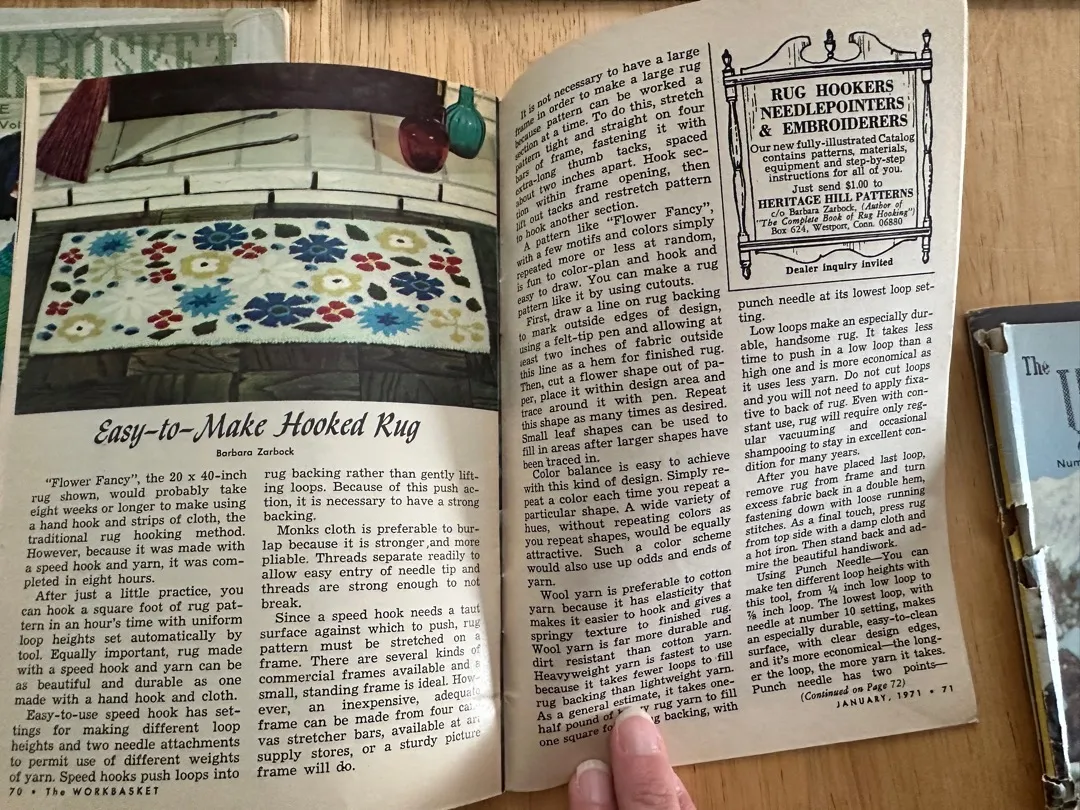 KBASKET
Vol
Easy-to-Make Hooked Rug
Barbara Zarbock
"Flower Fancy", the 20 x 40-inch
rug shown, would probably take
eight weeks or longer to make using
a hand hook and strips of cloth, the
traditional rug hooking method.
However, because it was made with
a speed hook and yarn, it was com-
pleted in eight hours.
After just a little practice, you
can hook a square foot of rug pat-
tern in an hour's time with uniform
loop heights set automatically by
tool. Equally important, rug made
with a speed hook and yarn can be
as beautiful and durable as one
made with a hand hook and cloth.
Easy-to-use speed hook has set-
tings for making different loop
heights and two needle attachments
to permit use of different weights
of yarn. Speed hooks push loops into
70 • The WORKBASKET
rug backing rather than gently lift-
ing loops. Because of this push ac-
tion, it is necessary to have a strong
backing.
Monks cloth is preferable to bur-
lap because it is stronger and more
pliable. Threads separate readily to
allow easy entry of needle tip and
threads are strong enough to not
break.
Since a speed hook needs a taut
surface against which to push, rug
pattern must be stretched on a
frame. There are several kinds of
commercial frames available and a
small, standing frame is ideal. How-
ever, an inexpensive, adequate
frame can be made from four can-
vas stretcher bars, available at art
supply stores, or a sturdy picture
frame will do.
It is not necessary to have a large
frame in order to make a large rug
because pattern can be worked a
section at a time. To do this, stretch
pattern tight and straight on four
bars of frame, fastening it with
extra-long thumb tacks, spaced
about two inches apart. Hook sec-
tion within frame opening, then
lift out tacks and restretch pattern
to hook another section.
A pattern like "Flower Fancy",
with a few motifs and colors simply
repeated more or less at random,
is fun to color-plan and hook and
easy to draw. You can make a rug
pattern like it by using cutouts.
First, draw a line on rug backing
to mark outside edges of design,
using a felt-tip pen and allowing at
least two inches of fabric outside
this line as a hem for finished rug.
Then, cut a flower shape out of pa-
per, place it within design area and
trace around it with pen. Repeat
this shape as many times as desired.
Small leaf shapes can be used to
fill in areas after larger shapes have
been traced in.
Color balance is easy to achieve
with this kind of design. Simply re-
peat a color each time you repeat a
particular shape. A wide variety of
hues, without repeating colors as
you repeat shapes, would be equally
attractive. Such a color scheme
would also use up odds and ends of
yarn.
Wool yarn is preferable to cotton
yarn because it has elasticity that
makes it easier to hook and gives a
springy texture to finished rug.
Wool yarn is far more durable and
dirt resistant than cotton yarn.
Heavyweight yarn is fastest to use
because it takes fewer loops to fill
rug backing than lightweight yarn.
As a general estimate, it takes one-
half pound of rug yarn to fill
one square backing, with
RUG HOOKERS
NEEDLEPOINTERS
& EMBROIDERERS
Our new fully-illustrated Catalog
contains patterns, materials,
equipment and step-by-step
instructions for all of you.
Just send $1.00 to
HERITAGE HILL PATTERNS
c/o Barbara Zarbock, (Author of
"The Complete Book of Rug Hooking")
Box 624, Westport, Conn. 06880
Dealer inquiry invited
punch needle at its lowest loop set-
ting.
Low loops make an especially dur-
able, handsome rug. It takes less
time to push in a low loop than a
high one and is more economical as
it uses less yarn. Do not cut loops
and you will not need to apply fixa-
tive to back of rug. Even with con-
stant use, rug will require only reg-
ular vacuuming and occasional
shampooing to stay in excellent con-
dition for many years.
After you have placed last loop,
remove rug from frame and turn
excess fabric back in a double hem,
fastening down with loose running
stitches. As a final touch, press rug
from top side with a damp cloth and
a hot iron. Then stand back and ad-
mire the beautiful handiwork.
Using Punch Needle—You can
make ten different loop heights with
this tool, from ¼ inch low loop to
⅞ inch loop. The lowest loop, with
needle at number 10 setting, makes
an especially durable, easy-to-clean
surface, with clear design edges,
and it's more economical—the long-
er the loop, the more yarn it takes.
Punch needle has two points—
(Continued on Page 72)
JANUARY, 1971 • 71
The
Num